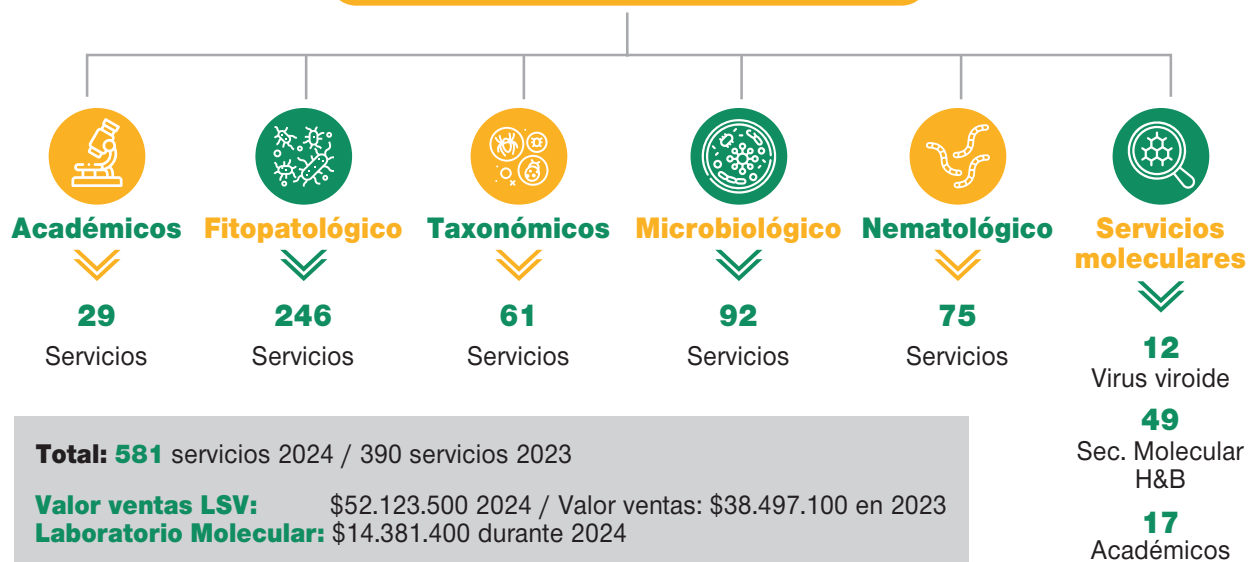 Académicos
29
Servicios
Fitopatológico
246
Servicios
Taxonómicos
61
Servicios
Microbiológico
92
Servicios
Nematológico
75
Servicios
Servicios
moleculares
12
Virus viroide
49
Sec. Molecular
H&B
17
Académicos
Total: 581 servicios 2024 / 390 servicios 2023
Valor ventas LSV: $52.123.500 2024 / Valor ventas: $38.497.100 en 2023
Laboratorio Molecular: $14.381.400 durante 2024